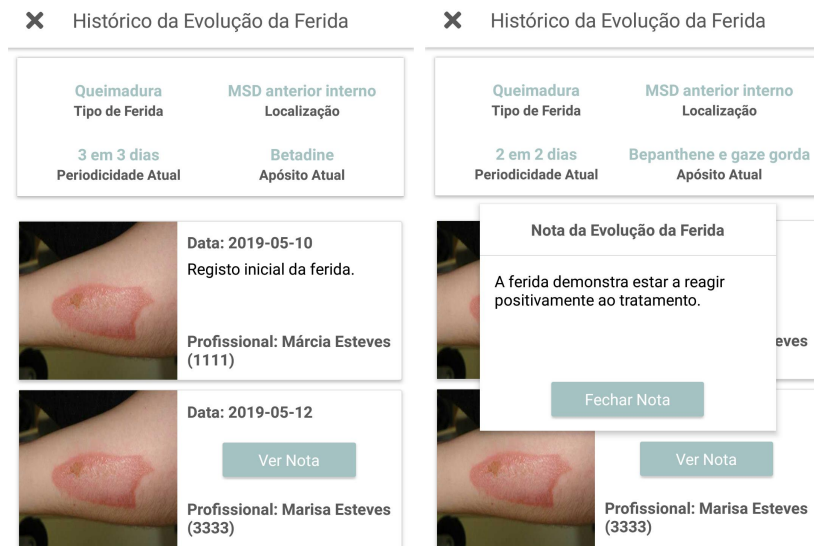 Histórico da Evolução da Ferida
Queimadura
Tipo de Ferida
MSD anterior interno
Localização
3 em 3 dias
Periodicidade Atual
Betadine
Apósito Atual
Data: 2019-05-10
Registo inicial da ferida.
Profissional: Márcia Esteves
(1111)
Data: 2019-05-12
Ver Nota
Profissional: Marisa Esteves
(3333)
Histórico da Evolução da Ferida
Queimadura
Tipo de Ferida
MSD anterior interno
Localização
2 em 2 dias
Periodicidade Atual
Bepanthene e gaze gorda
Apósito Atual
Nota da Evolução da Ferida
A ferida demonstra estar a reagir
positivamente ao tratamento.
eves
Fechar Nota
Ver Nota
Profissional: Marisa Esteves
(3333)